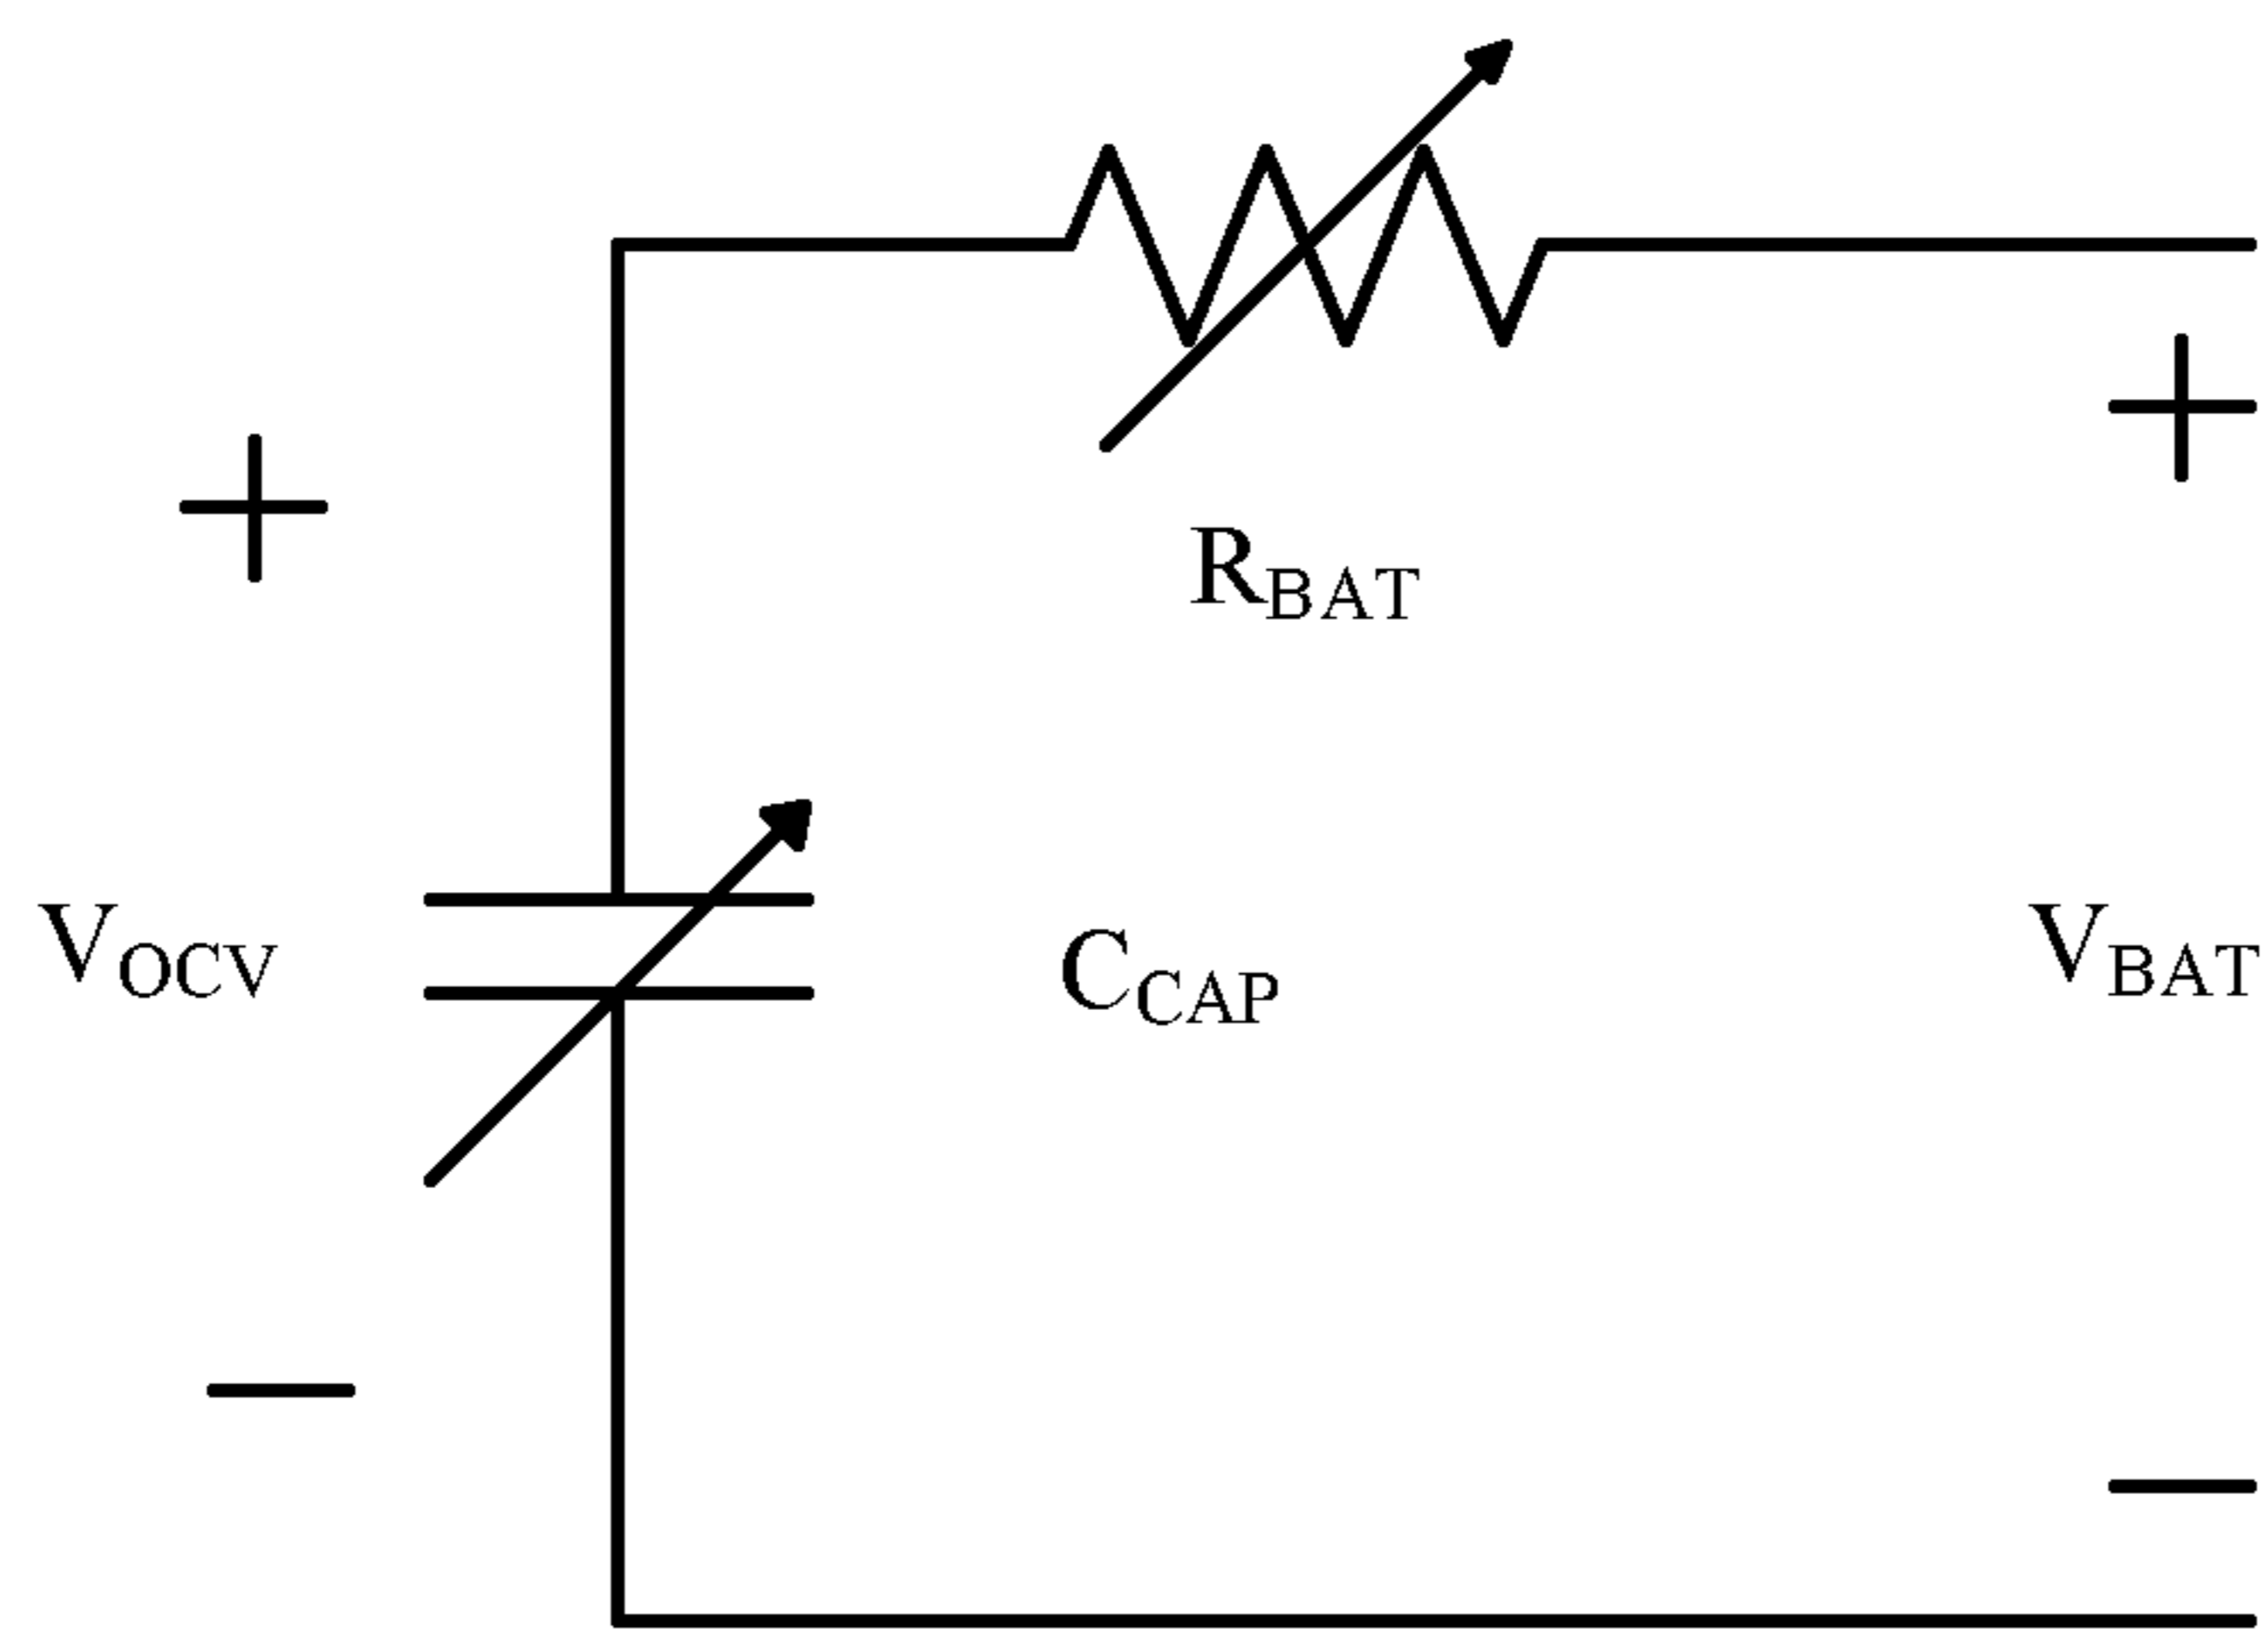 +
+
R_BAT
V_OCV
C_CAP
V_BAT
−
−